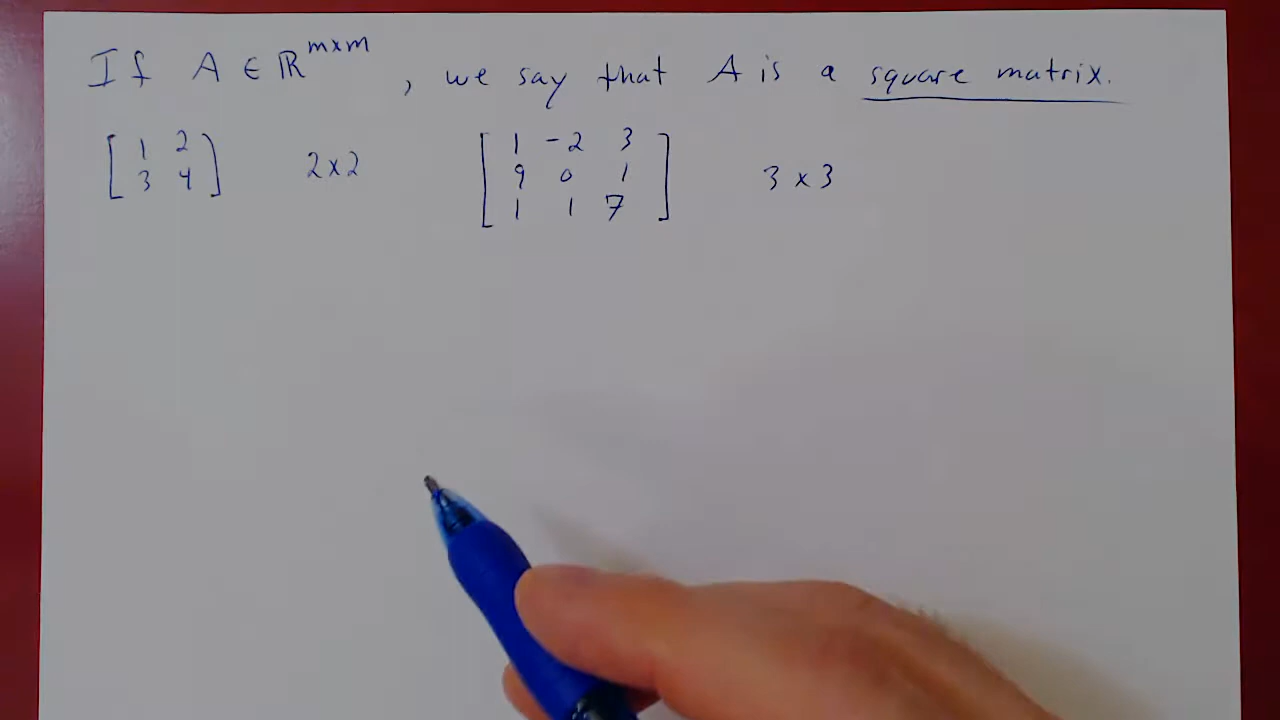 If A ∈ ℝ^{m×m}, we say that A is a square matrix.
[1 2; 3 4] 2×2 [1 -2 3; 9 0 1; 1 1 7] 3×3